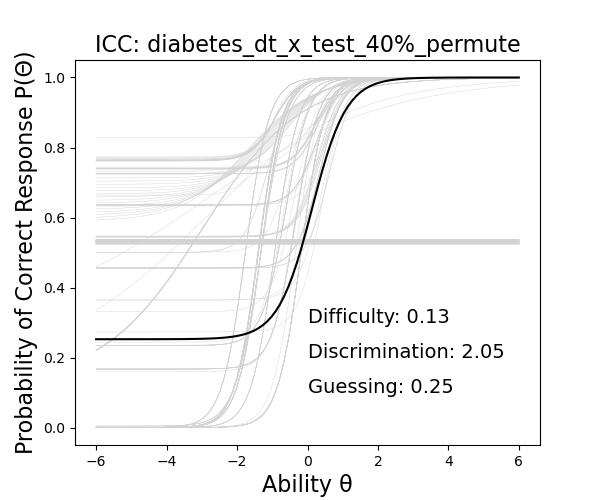 ICC: diabetes_dt_x_test_40%_permute
Probability of Correct Response P(Θ)
1.0
0.8
0.6
0.4
0.2
0.0
Difficulty: 0.13
Discrimination: 2.05
Guessing: 0.25
−6 −4 −2 0 2 4 6
Ability θ